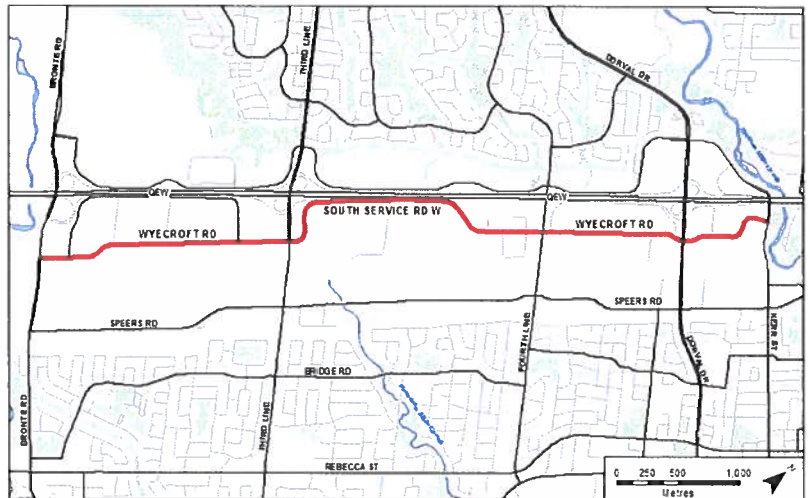 BRONTE RD
THIRD LINE
DORVAL DR
QEW
QEW
SOUTH SERVICE RD W
WYECROFT RD
WYECROFT RD
SPEERS RD
SPEERS RD
FOURTH LINE
KERR ST
DORVAL DR
BRIDGE RD
BRONTE RD
THIRD LINE
REBECCA ST
0 250 500 1,000
Metres
N